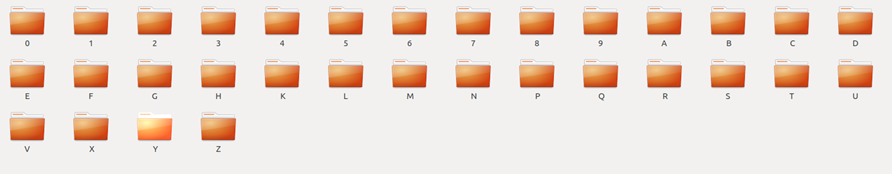 0 1 2 3 4 5 6 7 8 9 A B C D
E F G H K L M N P Q R S T U
V X Y Z